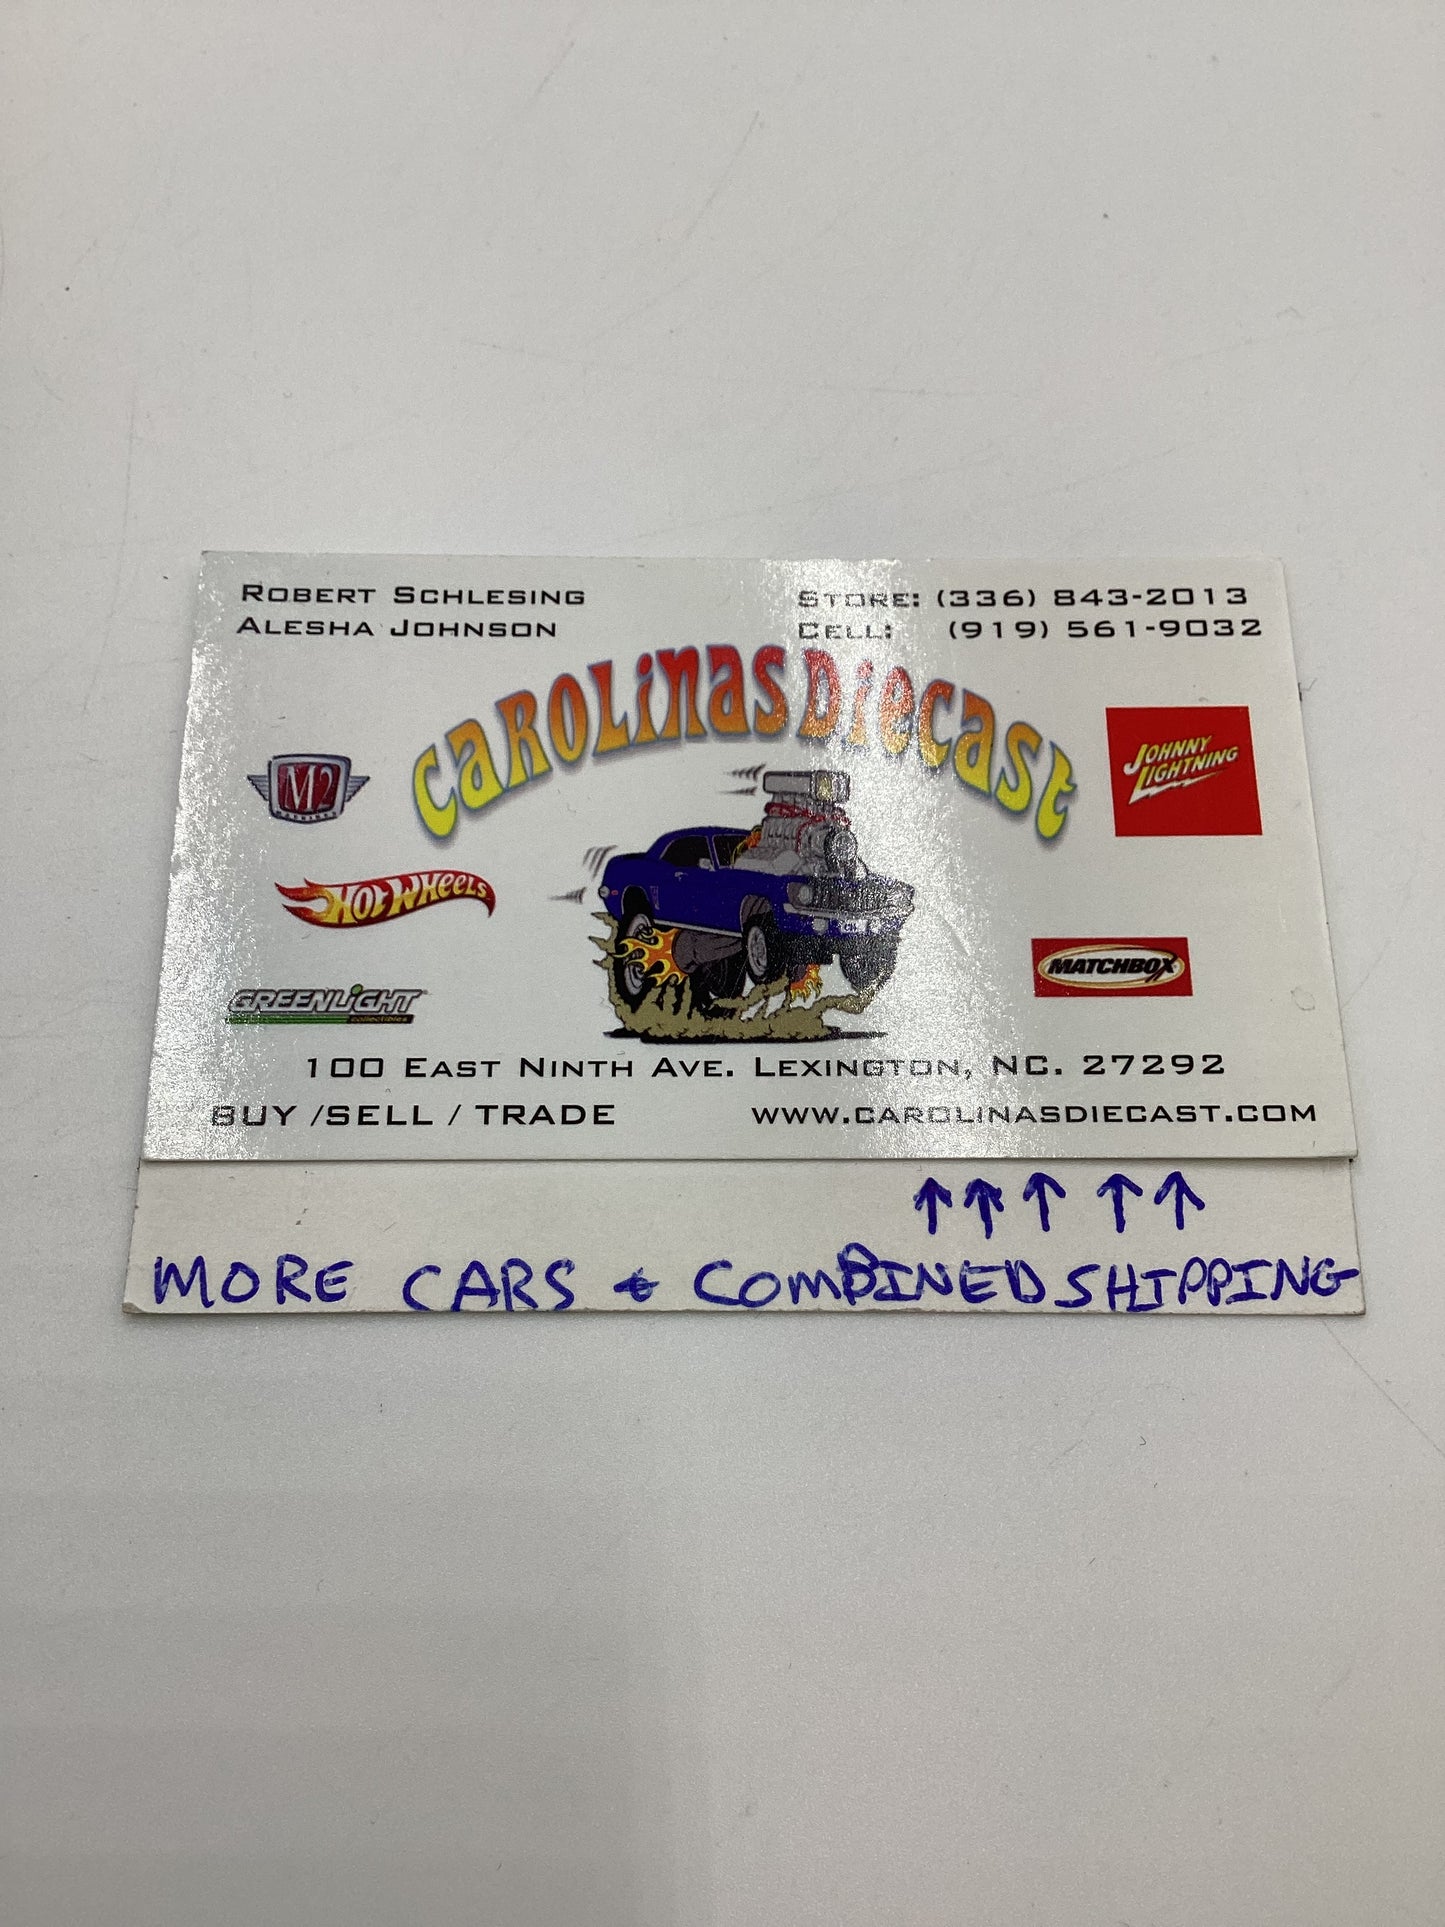 ROBERT SCHLESING
ALESHA JOHNSON
STORE: (336) 843-2013
CELL: (919) 561-9032
CAROLINAS DIECAST
M2
MACHINES
JOHNNY
LIGHTNING
HOT WHEELS
MATCHBOX
GREENLIGHT
collectibles
100 EAST NINTH AVE. LEXINGTON, NC. 27292
BUY /SELL / TRADE
WWW.CAROLINASDIECAST.COM
↑ ↑ ↑ ↑ ↑
MORE CARS & COMBINED SHIPPING